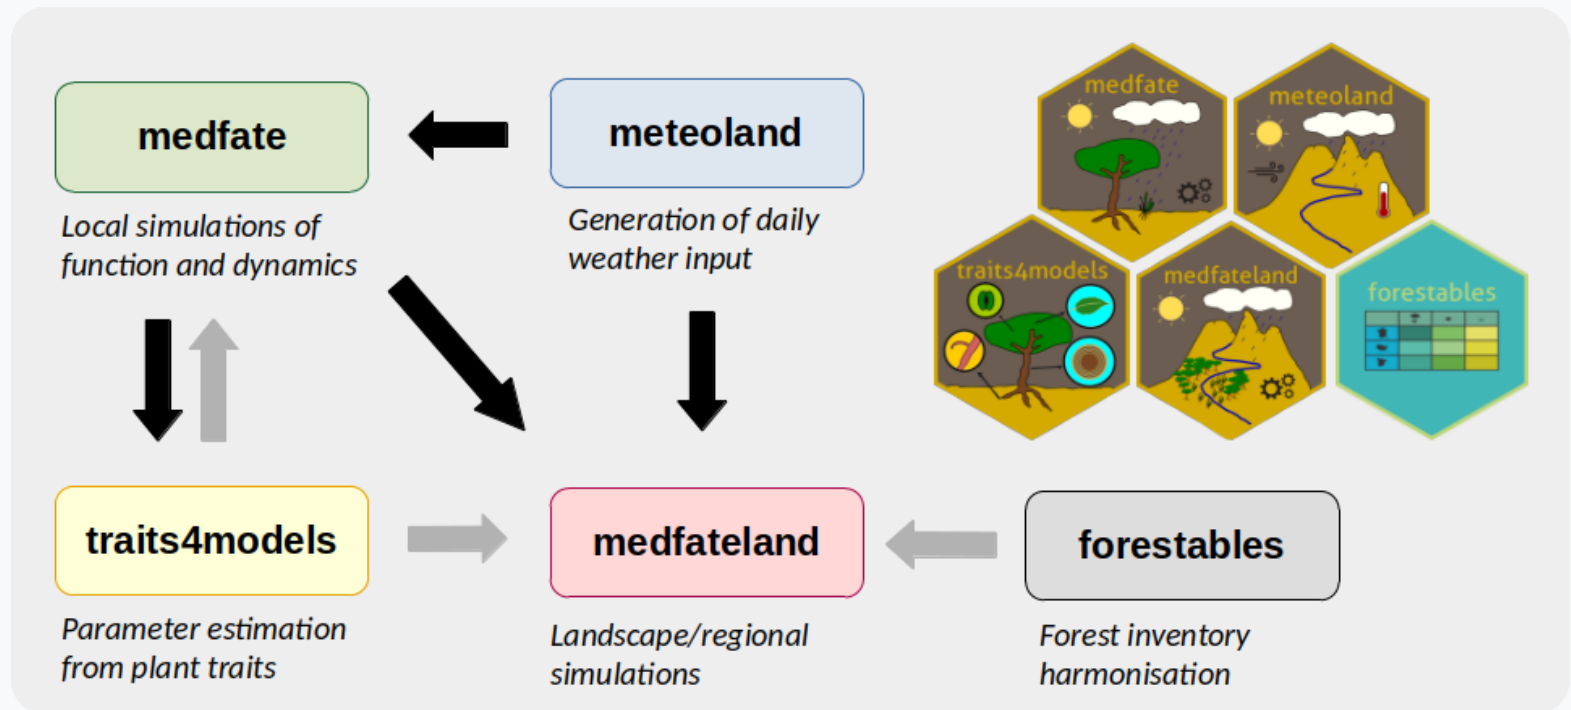 medfate
Local simulations of
function and dynamics
meteoland
Generation of daily
weather input
medfate
meteoland
traits4models
medfateland
forestables
traits4models
Parameter estimation
from plant traits
medfateland
Landscape/regional
simulations
forestables
Forest inventory
harmonisation